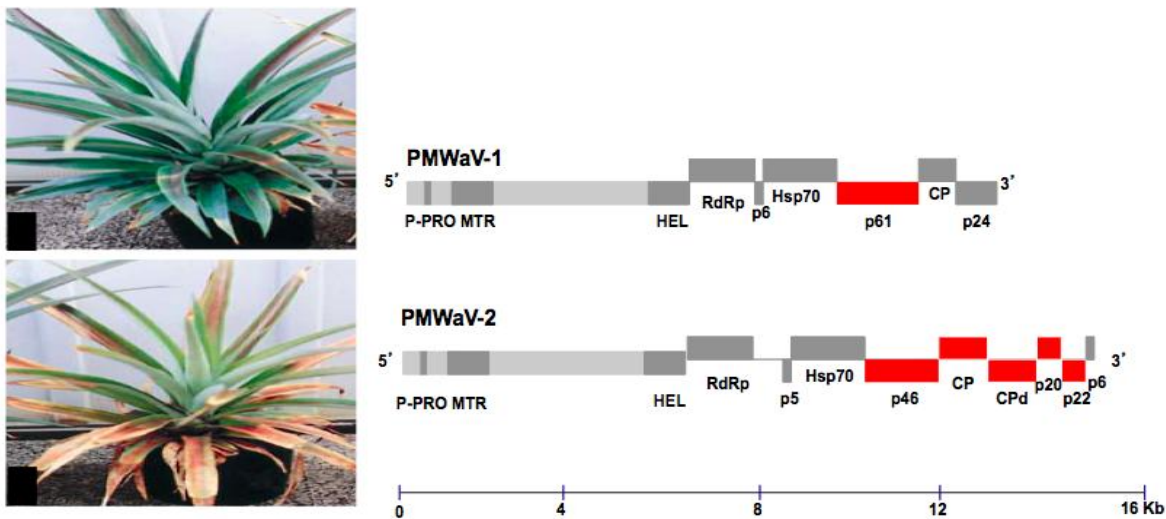 PMWaV-1
5’ 3’
RdRp p6 Hsp70 CP
P-PRO MTR HEL p61 p24
PMWaV-2
5’ 3’
RdRp p5 Hsp70 CP p20 p6
P-PRO MTR HEL p46 CPd p22
0 4 8 12 16 Kb